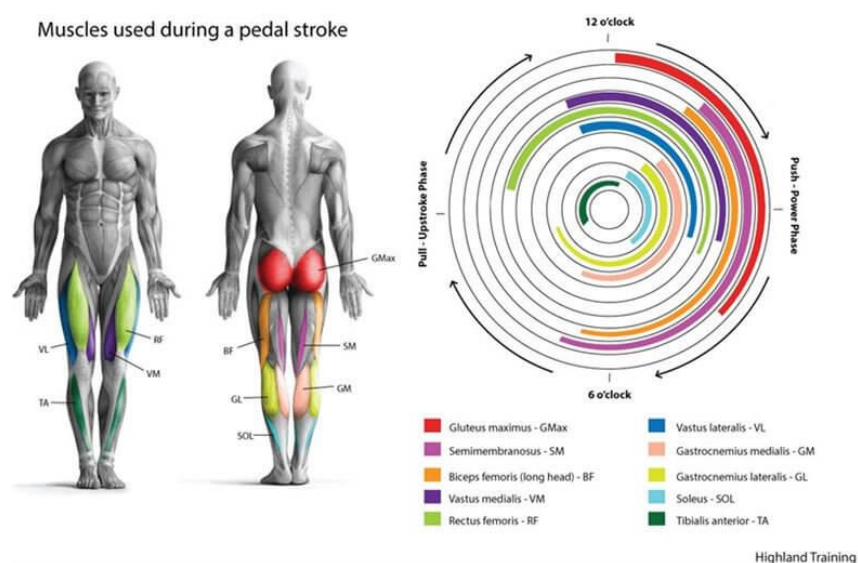 Muscles used during a pedal stroke
12 o'clock
Pull - Upstroke Phase
Push - Power Phase
6 o'clock
GMax
VL
RF
VM
TA
BF
SM
GL
GM
SOL
Gluteus maximus - GMax
Semimembranosus - SM
Biceps femoris (long head) - BF
Vastus medialis - VM
Rectus femoris - RF
Vastus lateralis - VL
Gastrocnemius medialis - GM
Gastrocnemius lateralis - GL
Soleus - SOL
Tibialis anterior - TA
Highland Training